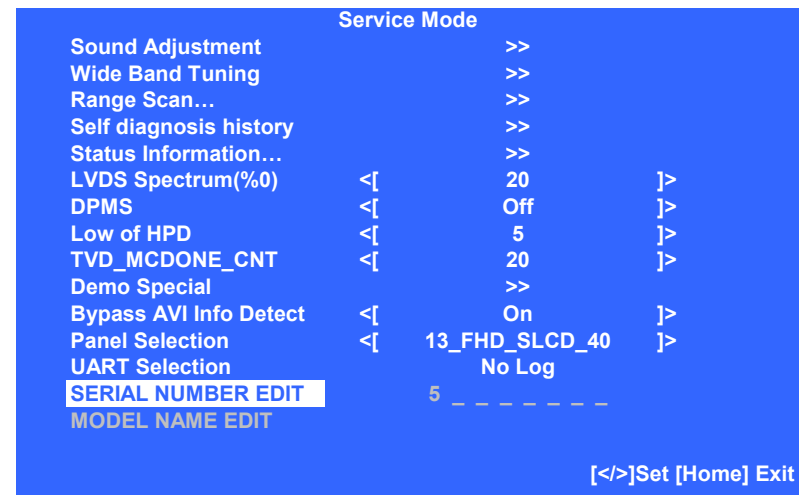 Service Mode
Sound Adjustment >>
Wide Band Tuning >>
Range Scan… >>
Self diagnosis history >>
Status Information… >>
LVDS Spectrum(%0) <[ 20 ]>
DPMS <[ Off ]>
Low of HPD <[ 5 ]>
TVD_MCDONE_CNT <[ 20 ]>
Demo Special >>
Bypass AVI Info Detect <[ On ]>
Panel Selection <[ 13_FHD_SLCD_40 ]>
UART Selection No Log
SERIAL NUMBER EDIT 5 _ _ _ _ _ _ _
MODEL NAME EDIT
[</>]Set [Home] Exit